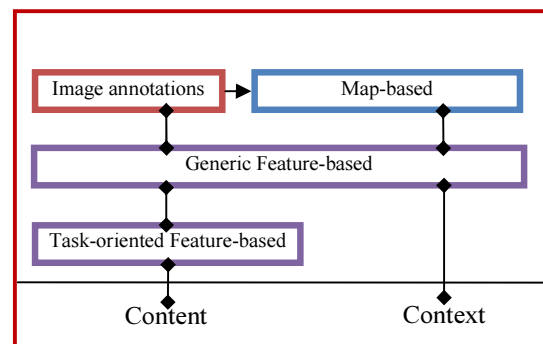 Image annotations
Map-based
Generic Feature-based
Task-oriented Feature-based
Content
Context